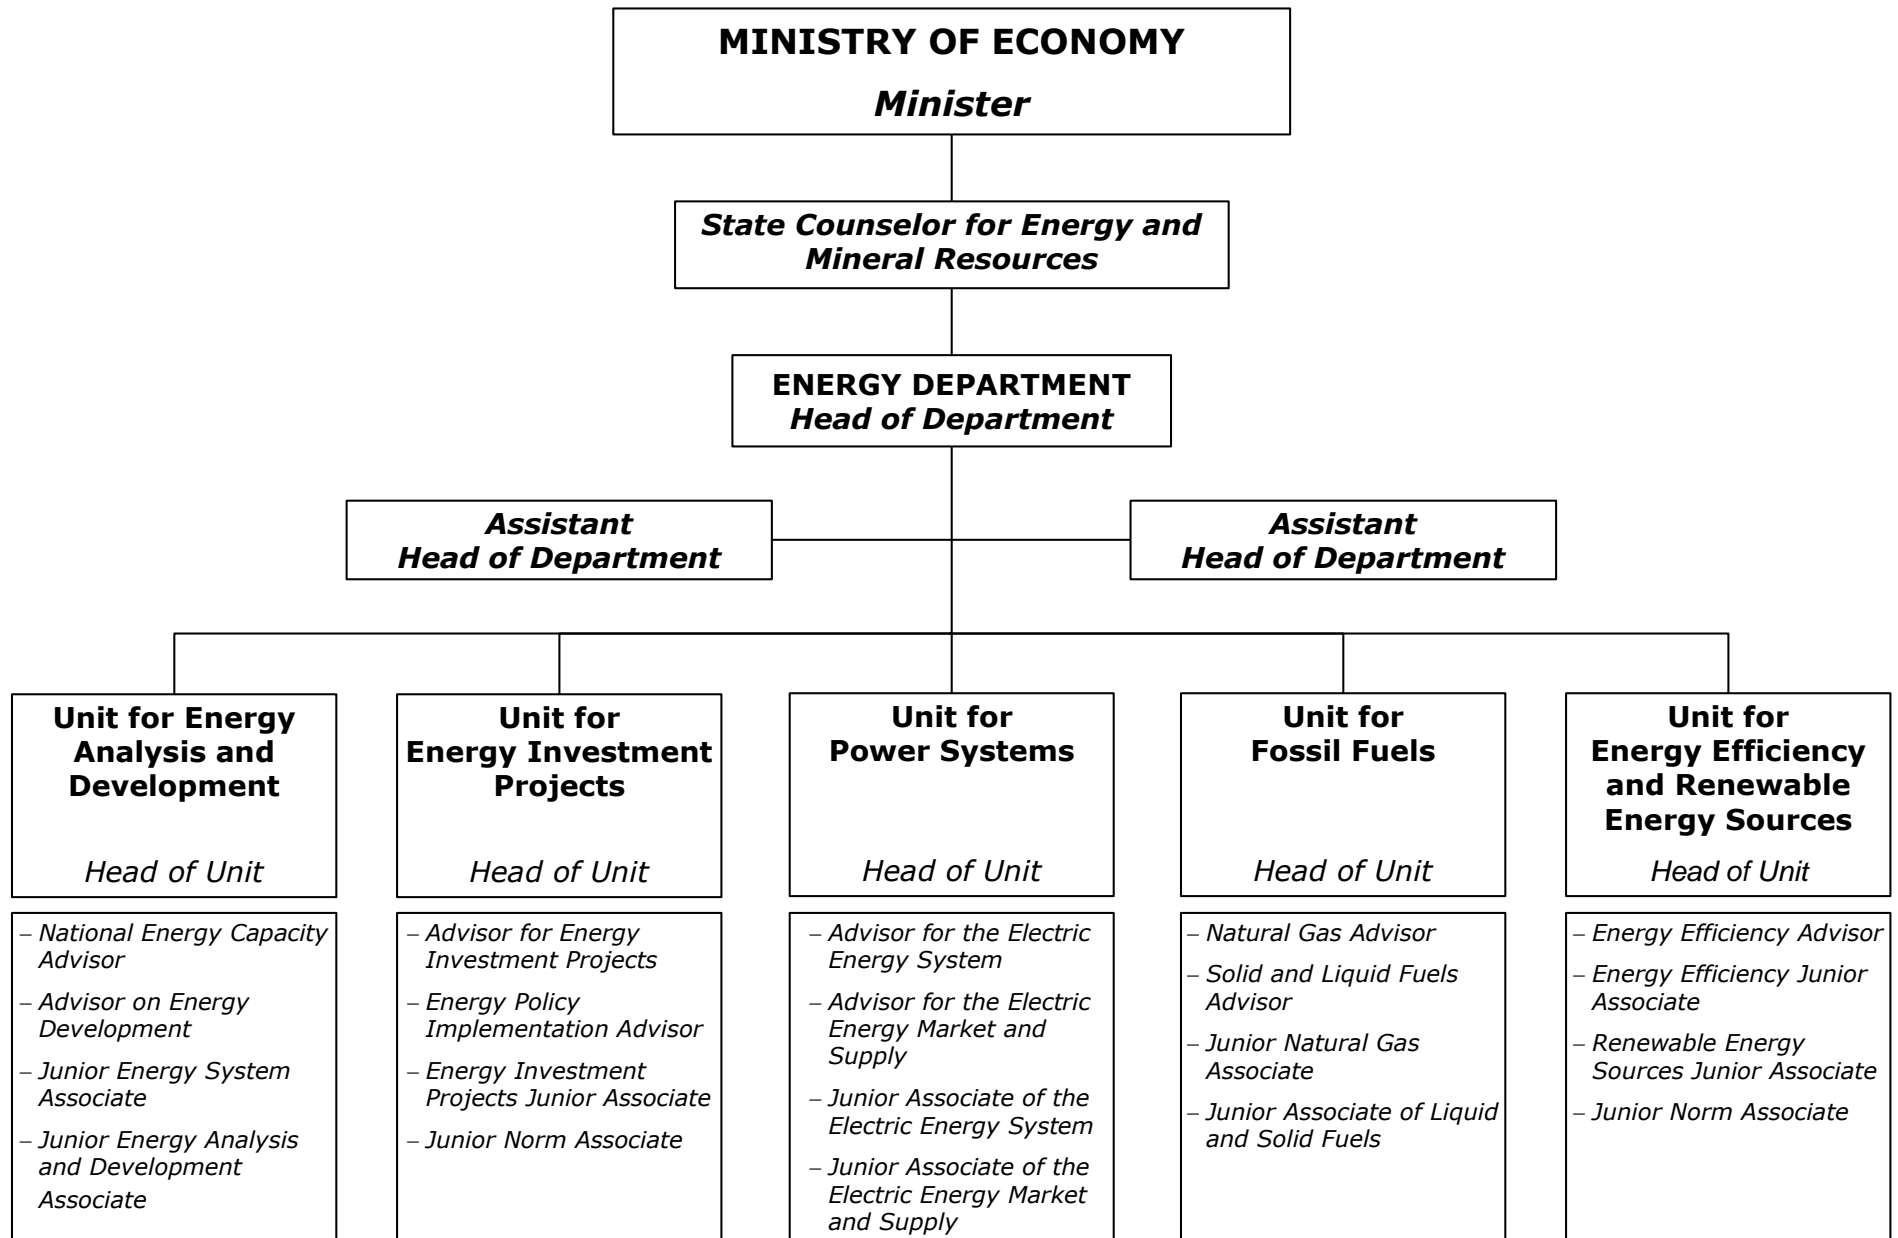 MINISTRY OF ECONOMY
Minister
State Counselor for Energy and
Mineral Resources
ENERGY DEPARTMENT
Head of Department
Assistant
Head of Department
Assistant
Head of Department
Unit for Energy
Analysis and
Development
Head of Unit
Unit for
Energy Investment
Projects
Head of Unit
Unit for
Power Systems
Head of Unit
Unit for
Fossil Fuels
Head of Unit
Unit for
Energy Efficiency
and Renewable
Energy Sources
Head of Unit
– National Energy Capacity
Advisor
– Advisor on Energy
Development
– Junior Energy System
Associate
– Junior Energy Analysis
and Development
Associate
– Advisor for Energy
Investment Projects
– Energy Policy
Implementation Advisor
– Energy Investment
Projects Junior Associate
– Junior Norm Associate
– Advisor for the Electric
Energy System
– Advisor for the Electric
Energy Market and
Supply
– Junior Associate of the
Electric Energy System
– Junior Associate of the
Electric Energy Market
and Supply
– Natural Gas Advisor
– Solid and Liquid Fuels
Advisor
– Junior Natural Gas
Associate
– Junior Associate of Liquid
and Solid Fuels
– Energy Efficiency Advisor
– Energy Efficiency Junior
Associate
– Renewable Energy
Sources Junior Associate
– Junior Norm Associate